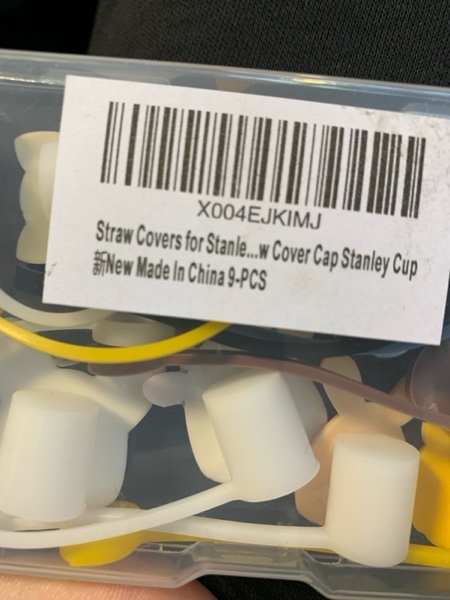 X004EJKIMJ
Straw Covers for Stanle...w Cover Cap Stanley Cup
新New Made In China 9-PCS